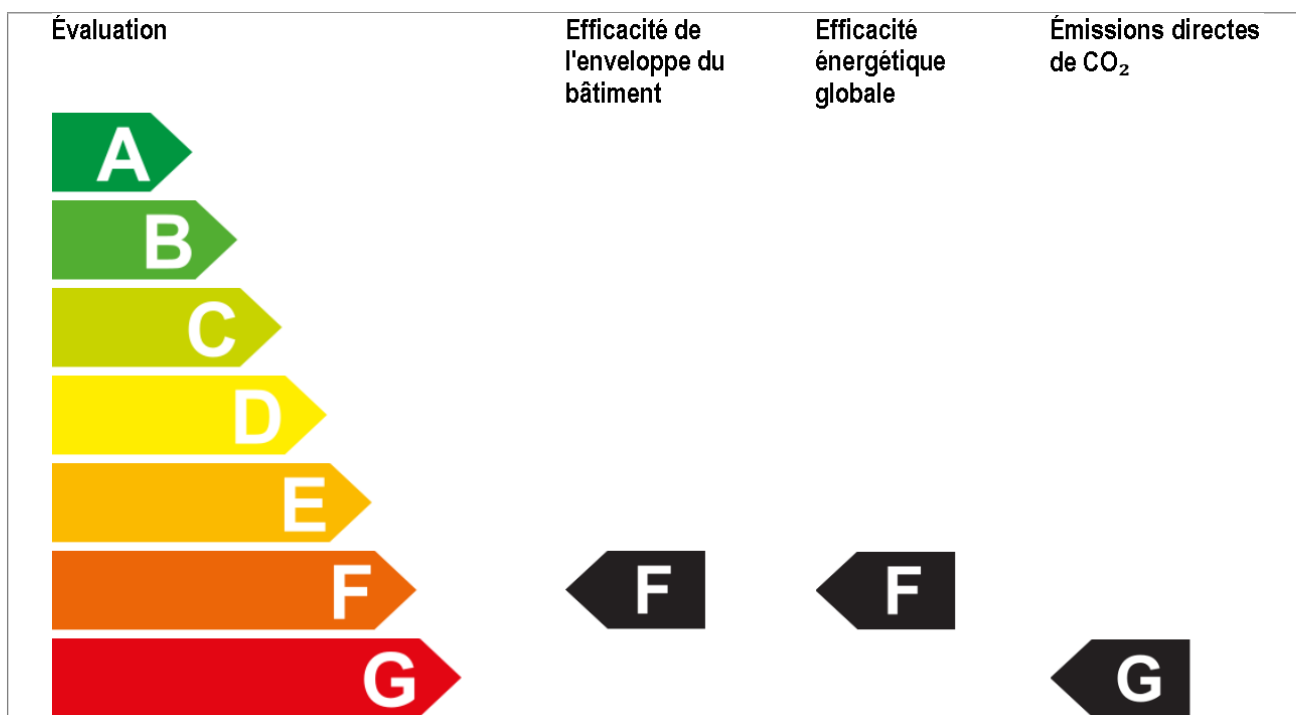 Évaluation
Efficacité de
l'enveloppe du
bâtiment
Efficacité
énergétique
globale
Émissions directes
de CO₂
A
B
C
D
E
F
F
F
G
G